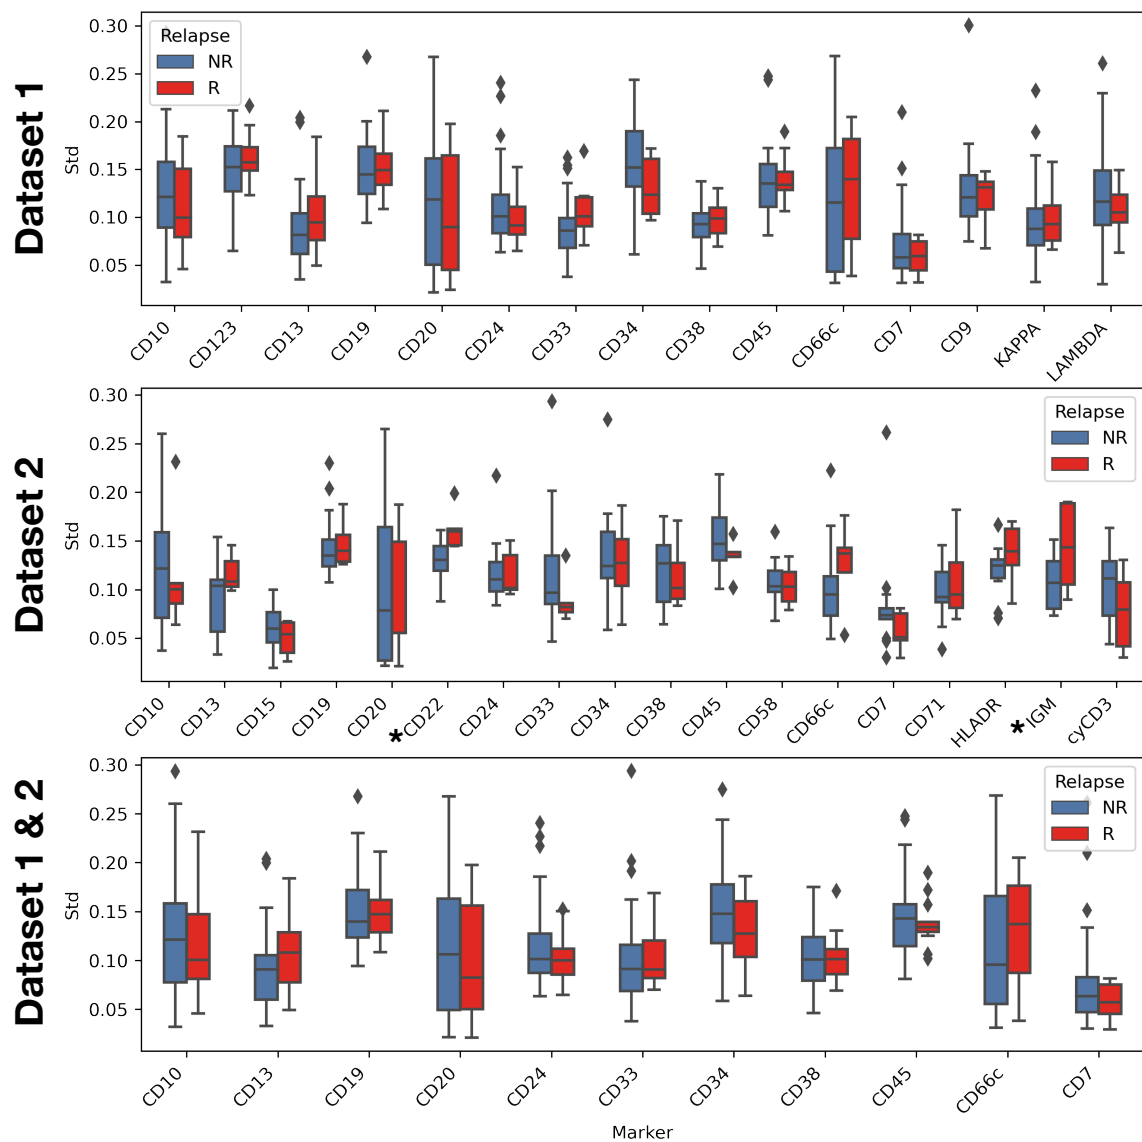 Dataset 1
Std
0.30
0.25
0.20
0.15
0.10
0.05
Relapse
NR
R
CD10 CD123 CD13 CD19 CD20 CD24 CD33 CD34 CD38 CD45 CD66c CD7 CD9 KAPPA LAMBDA
Dataset 2
Std
0.30
0.25
0.20
0.15
0.10
0.05
Relapse
NR
R
CD10 CD13 CD15 CD19 CD20 *CD22 CD24 CD33 CD34 CD38 CD45 CD58 CD66c CD7 CD71 HLADR *IGM cyCD3
Dataset 1 & 2
Std
0.30
0.25
0.20
0.15
0.10
0.05
Relapse
NR
R
CD10 CD13 CD19 CD20 CD24 CD33 CD34 CD38 CD45 CD66c CD7
Marker